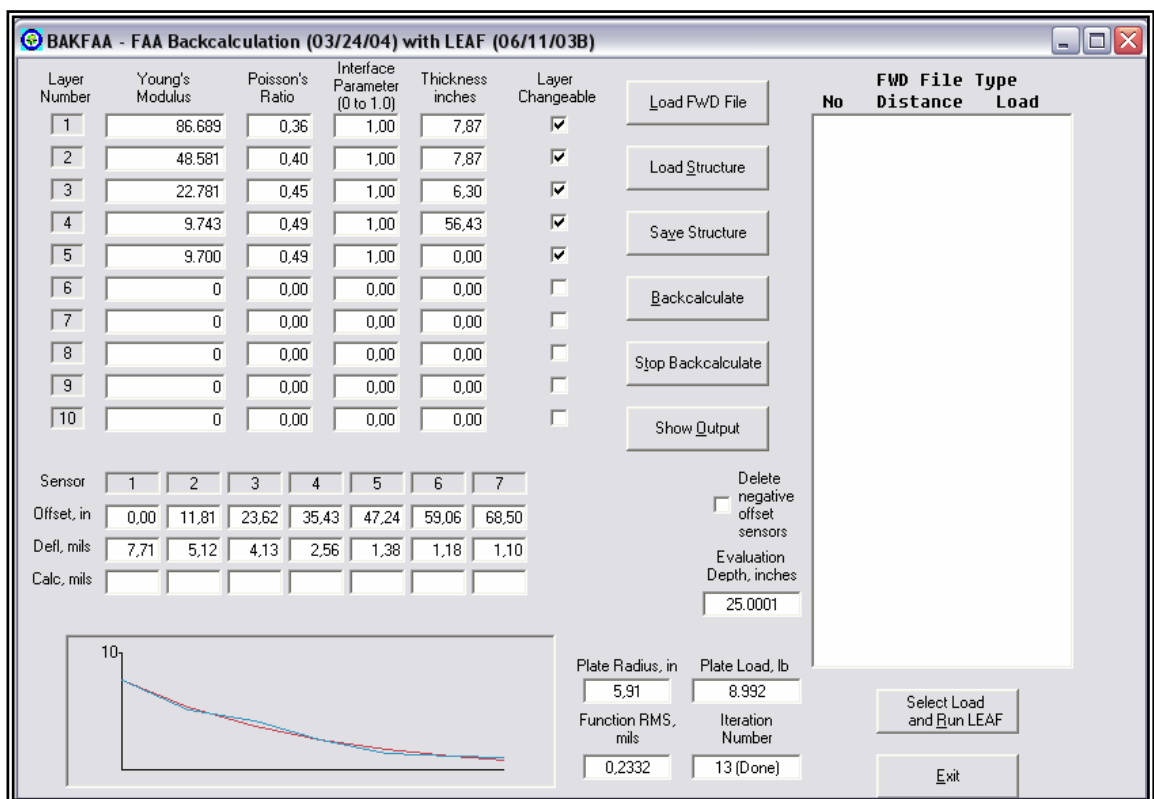 BAKFAA - FAA Backcalculation (03/24/04) with LEAF (06/11/03B)
Layer Number Young's Modulus Poisson's Ratio Interface Parameter (0 to 1.0) Thickness inches Layer Changeable
1 86.689 0,36 1,00 7,87
2 48.581 0,40 1,00 7,87
3 22.781 0,45 1,00 6,30
4 9.743 0,49 1,00 56,43
5 9.700 0,49 1,00 0,00
6 0 0,00 0,00 0,00
7 0 0,00 0,00 0,00
8 0 0,00 0,00 0,00
9 0 0,00 0,00 0,00
10 0 0,00 0,00 0,00
Load FWD File
Load Structure
Save Structure
Backcalculate
Stop Backcalculate
Show Output
FWD File Type
No Distance Load
Sensor 1 2 3 4 5 6 7
Offset, in 0,00 11,81 23,62 35,43 47,24 59,06 68,50
Defl, mils 7,71 5,12 4,13 2,56 1,38 1,18 1,10
Calc, mils
Delete
negative
offset
sensors
Evaluation
Depth, inches
25.0001
10
Plate Radius, in Plate Load, lb
5,91 8.992
Function RMS, mils
Iteration Number
0,2332 13 (Done)
Select Load
and Run LEAF
Exit